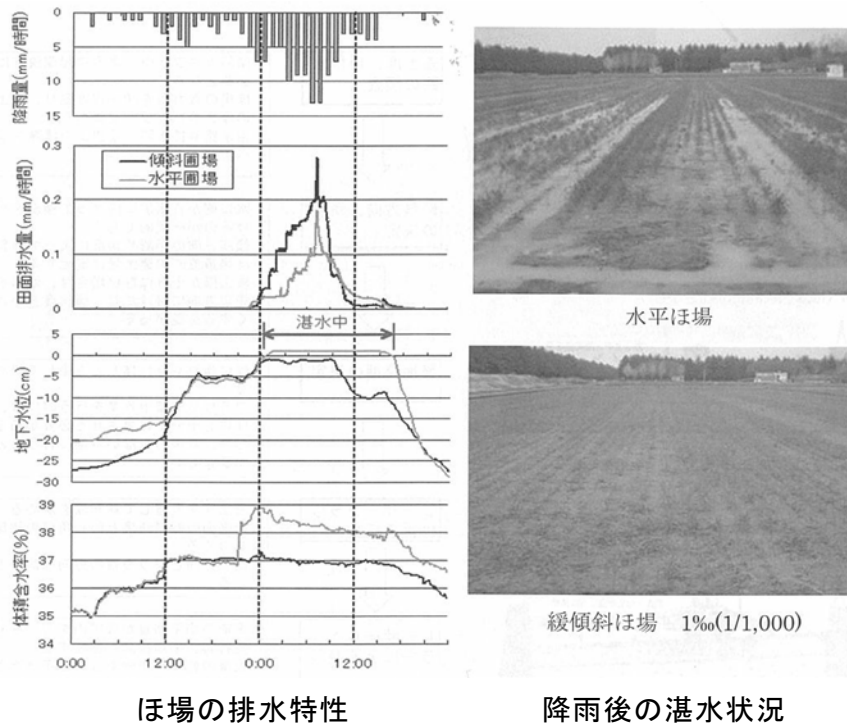 0
5
10
15
降雨量(mm/時間)
0.3
0.2
0.1
0
田面排水量(mm/時間)
傾斜圃場
水平圃場
湛水中
5
0
-5
-10
-15
-20
-25
-30
地下水位(cm)
39
38
37
36
35
34
体積含水率(%)
0:00 12:00 0:00 12:00
ほ場の排水特性
水平ほ場
緩傾斜ほ場 1‰(1/1,000)
降雨後の湛水状況